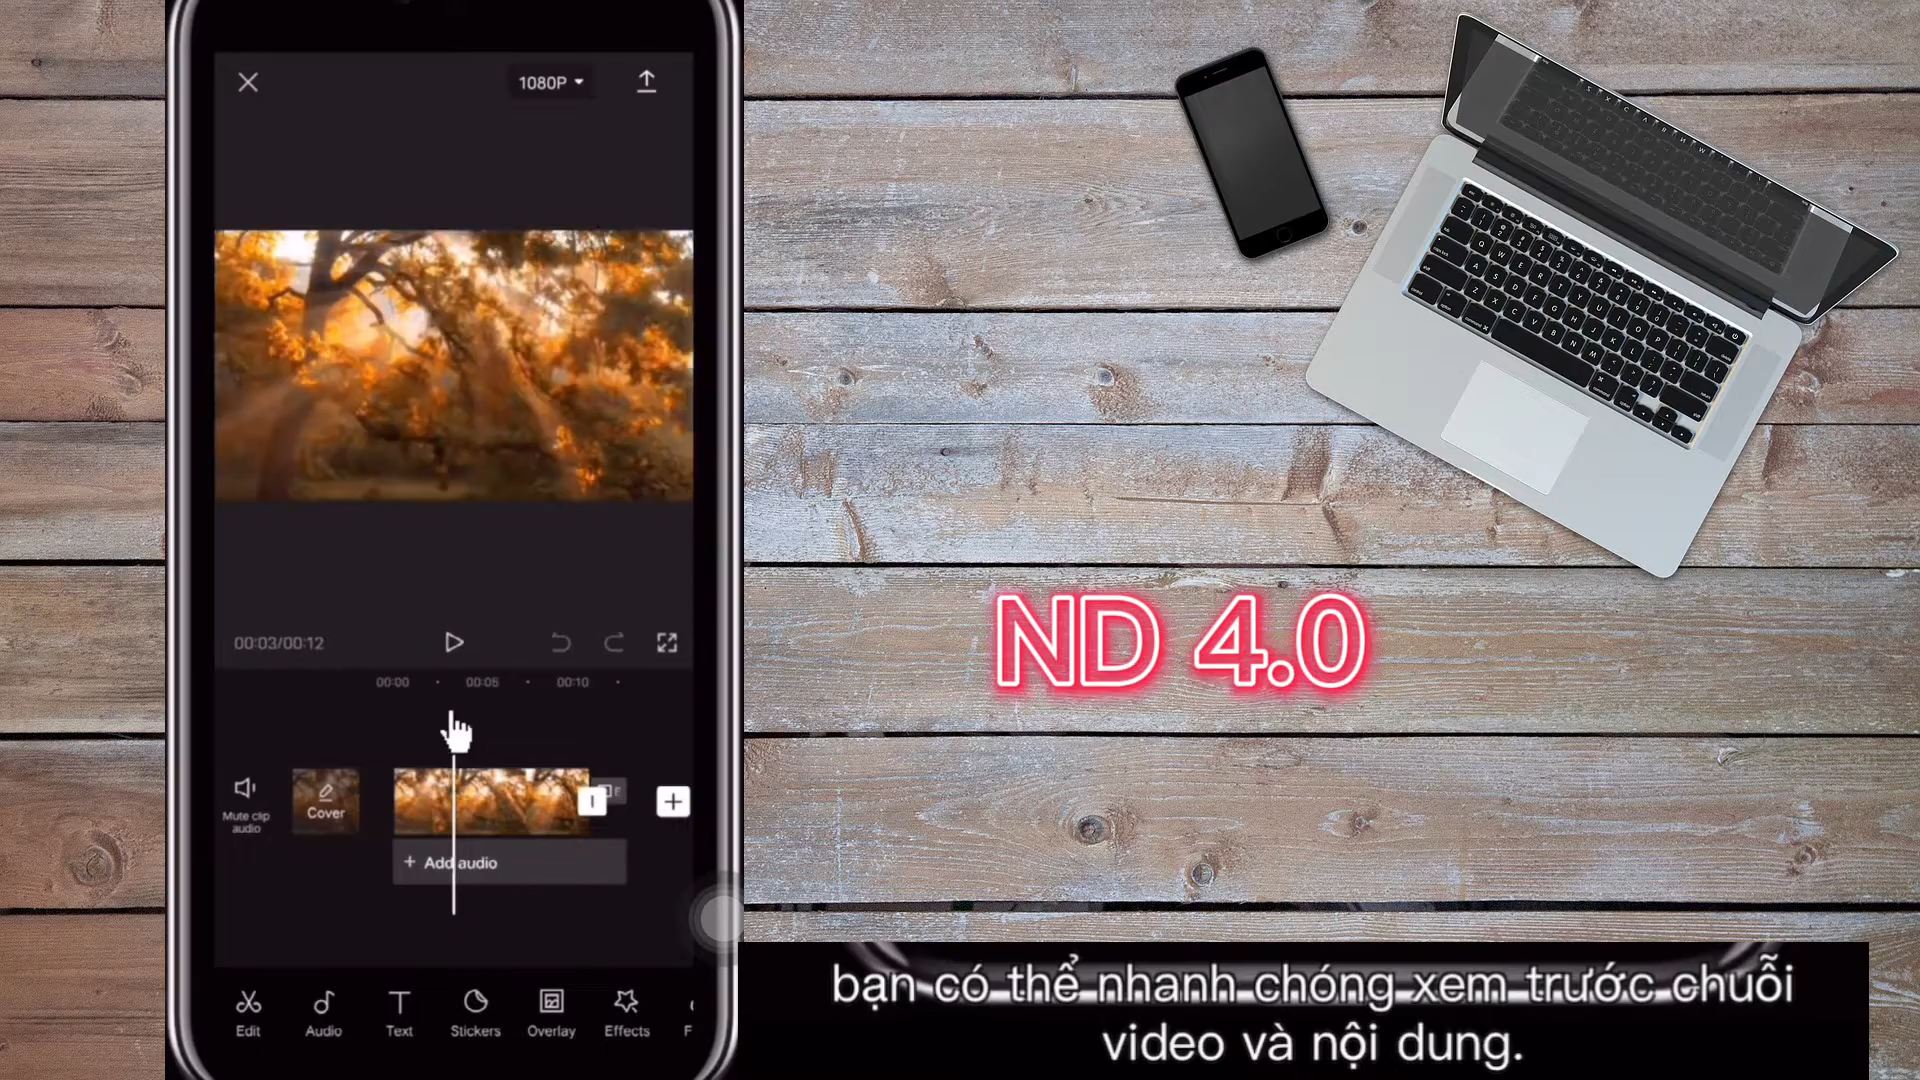 1080P
00:03/00:12
00:00
00:05
00:10
Mute clip
audio
Cover
E
+ Add audio
Edit
Audio
Text
Stickers
Overlay
Effects
F
ND 4.0
bạn có thể nhanh chóng xem trước chuỗi
video và nội dung.